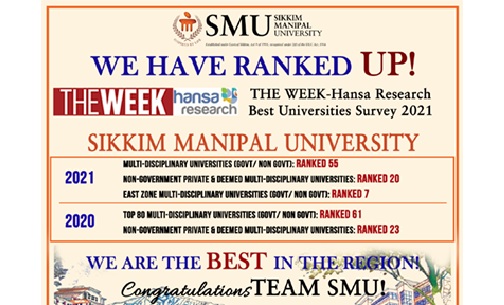 SMU SIKKIM MANIPAL UNIVERSITY
WE HAVE RANKED UP!
THE WEEK hansa research THE WEEK-Hansa Research
Best Universities Survey 2021
SIKKIM MANIPAL UNIVERSITY
MULTI-DISCIPLINARY UNIVERSITIES (GOVT/ NON GOVT): RANKED 55
2021 NON-GOVERNMENT PRIVATE & DEEMED MULTI-DISCIPLINARY UNIVERSITIES: RANKED 20
EAST ZONE MULTI-DISCIPLINARY UNIVERSITIES (GOVT/ NON GOVT): RANKED 7
2020 TOP 80 MULTI-DISCIPLINARY UNIVERSITIES (GOVT/ NON GOVT): RANKED 61
NON-GOVERNMENT PRIVATE & DEEMED MULTI-DISCIPLINARY UNIVERSITIES: RANKED 23
WE ARE THE BEST IN THE REGION!
Congratulations TEAM SMU!